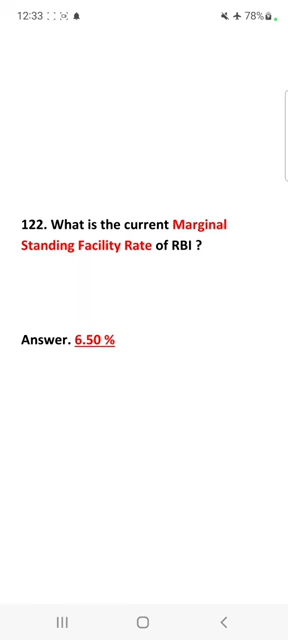 12:33
78%
122. What is the current Marginal
Standing Facility Rate of RBI ?
Answer. 6.50 %